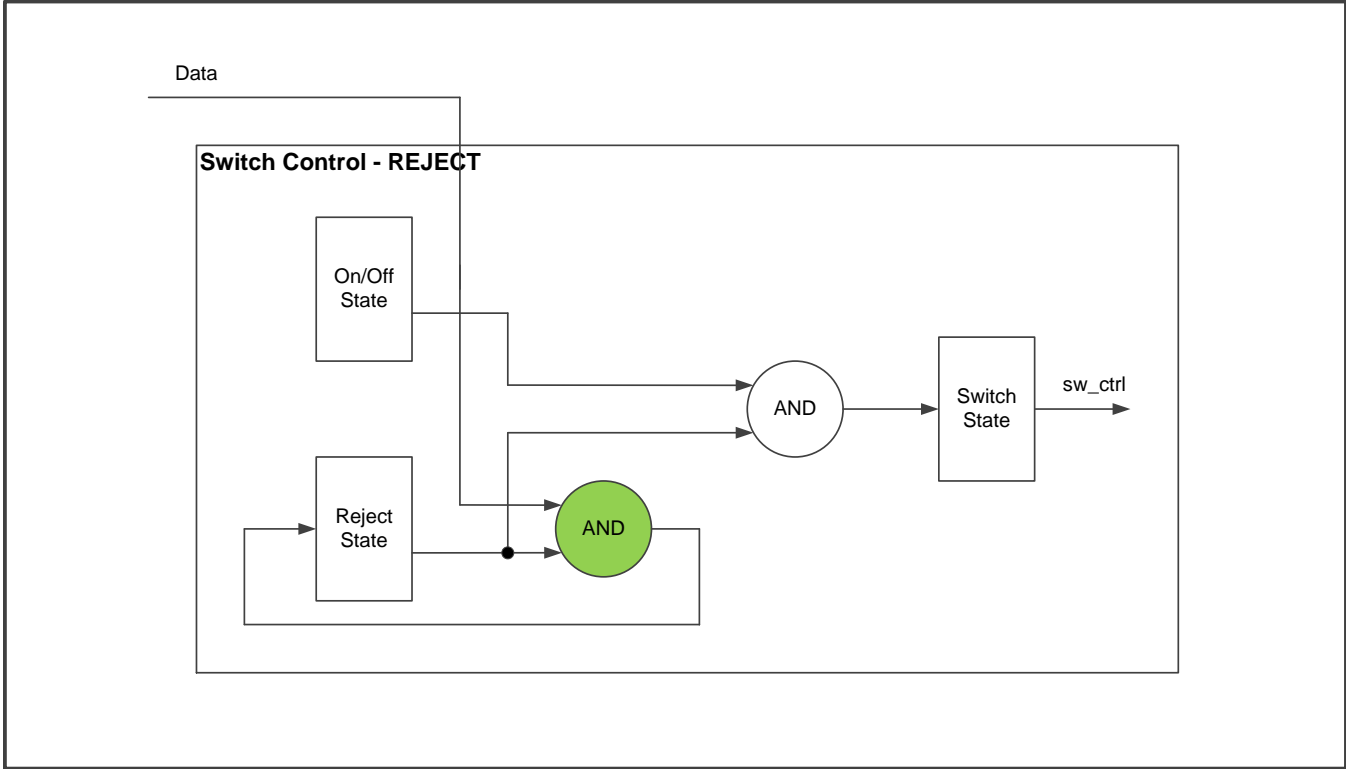 Data
Switch Control - REJECT
On/Off
State
AND
Switch
State
sw_ctrl
Reject
State
AND